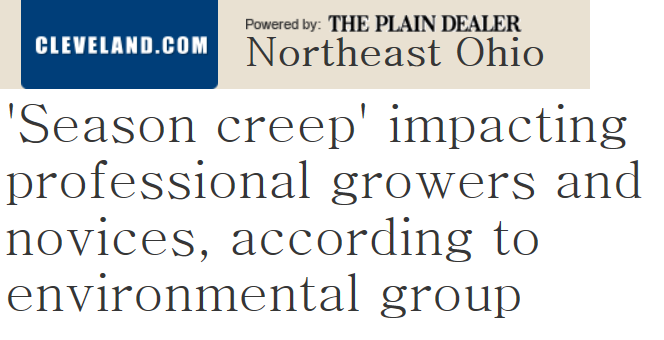 CLEVELAND.COM
Powered by: THE PLAIN DEALER
Northeast Ohio
'Season creep' impacting
professional growers and
novices, according to
environmental group